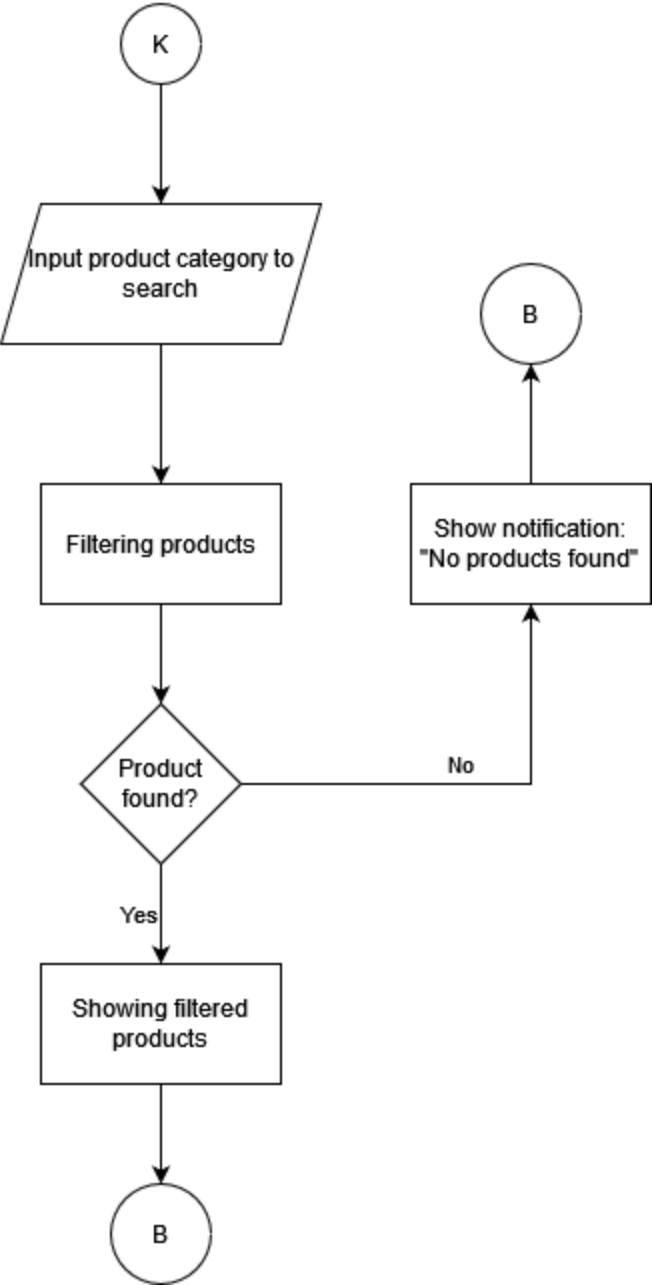 K
Input product category to
search
B
Filtering products
Show notification:
"No products found"
Product
found?
No
Yes
Showing filtered
products
B